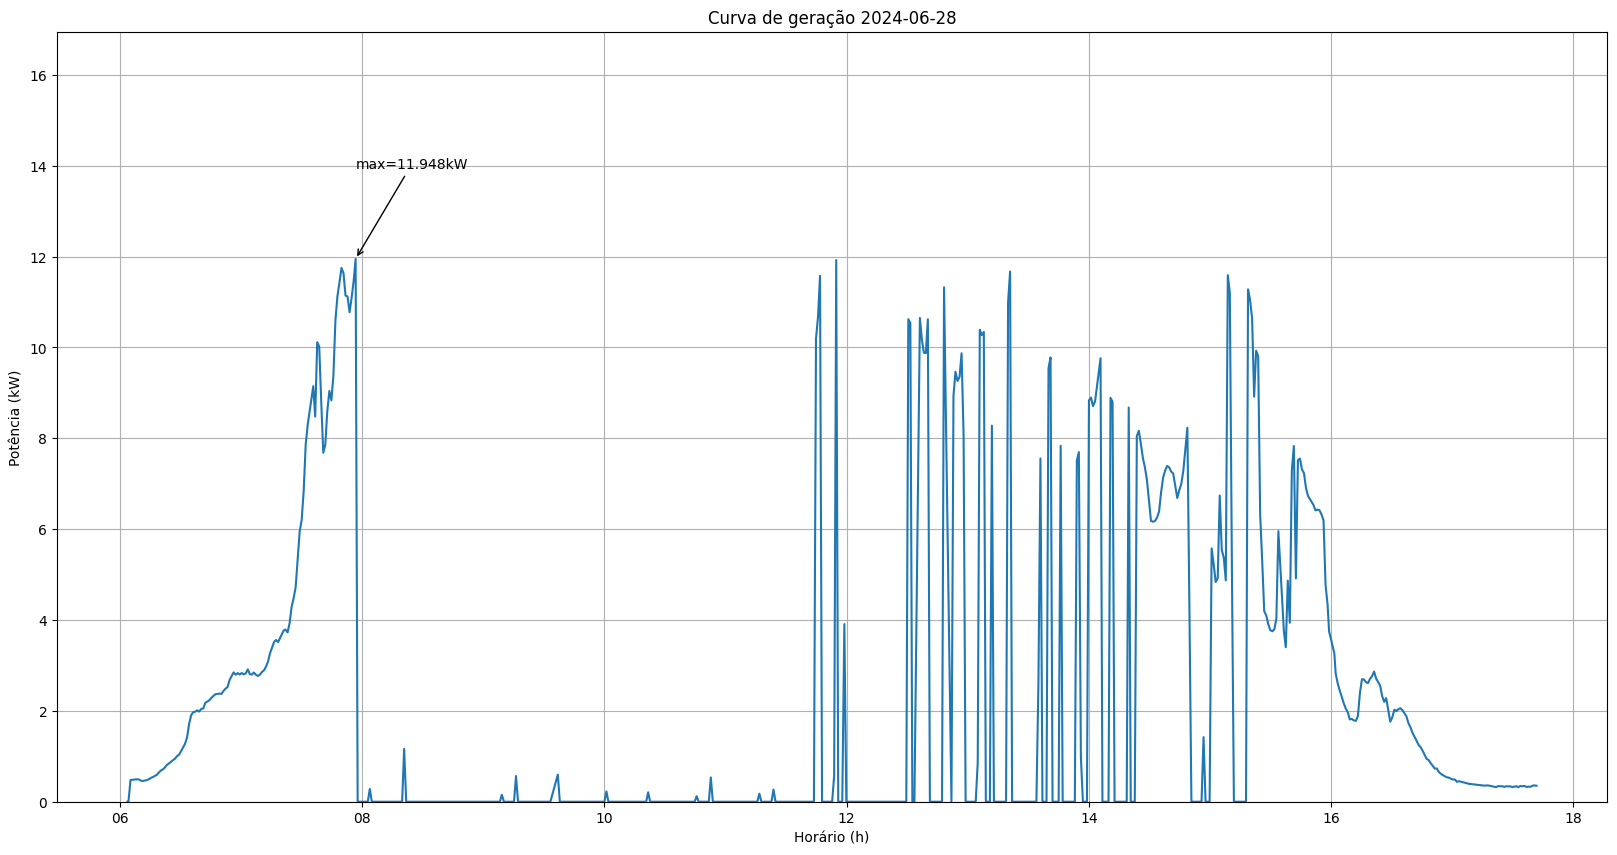 Curva de geração 2024-06-28
16
14
12
10
8
6
4
2
0
Potência (kW)
max=11.948kW
06 08 10 12 14 16 18
Horário (h)